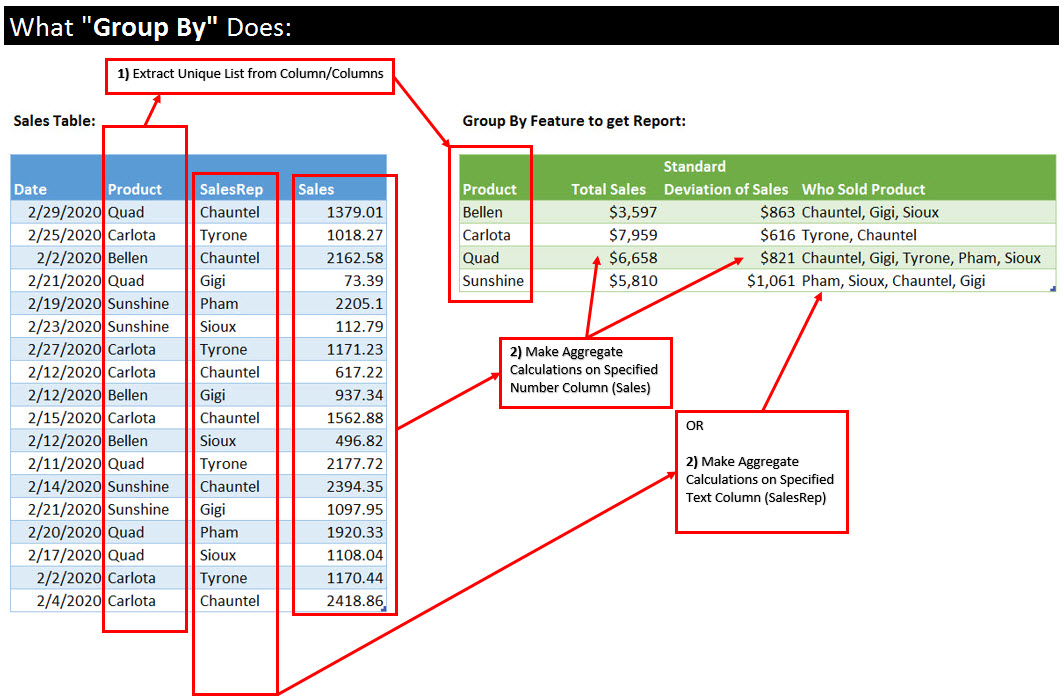 What "Group By" Does:
1) Extract Unique List from Column/Columns
Sales Table:
Date Product SalesRep Sales
2/29/2020 Quad Chauntel 1379.01
2/25/2020 Carlota Tyrone 1018.27
2/2/2020 Bellen Chauntel 2162.58
2/21/2020 Quad Gigi 73.39
2/19/2020 Sunshine Pham 2205.1
2/23/2020 Sunshine Sioux 112.79
2/27/2020 Carlota Tyrone 1171.23
2/12/2020 Carlota Chauntel 617.22
2/12/2020 Bellen Gigi 937.34
2/15/2020 Carlota Chauntel 1562.88
2/12/2020 Bellen Sioux 496.82
2/11/2020 Quad Tyrone 2177.72
2/14/2020 Sunshine Chauntel 2394.35
2/21/2020 Sunshine Gigi 1097.95
2/20/2020 Quad Pham 1920.33
2/17/2020 Quad Sioux 1108.04
2/2/2020 Carlota Tyrone 1170.44
2/4/2020 Carlota Chauntel 2418.86
Group By Feature to get Report:
Standard
Product Total Sales Deviation of Sales Who Sold Product
Bellen $3,597 $863 Chauntel, Gigi, Sioux
Carlota $7,959 $616 Tyrone, Chauntel
Quad $6,658 $821 Chauntel, Gigi, Tyrone, Pham, Sioux
Sunshine $5,810 $1,061 Pham, Sioux, Chauntel, Gigi
2) Make Aggregate
Calculations on Specified
Number Column (Sales)
OR
2) Make Aggregate
Calculations on Specified
Text Column (SalesRep)